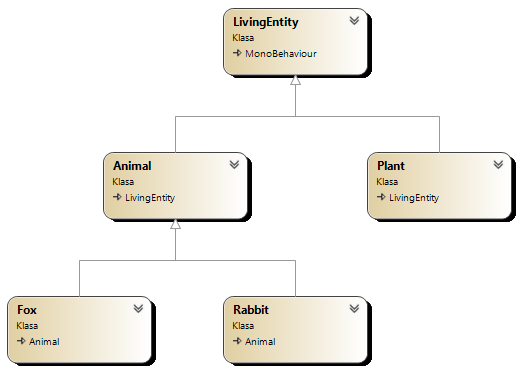 LivingEntity
Klasa
MonoBehaviour
Animal
Klasa
LivingEntity
Plant
Klasa
LivingEntity
Fox
Klasa
Animal
Rabbit
Klasa
Animal